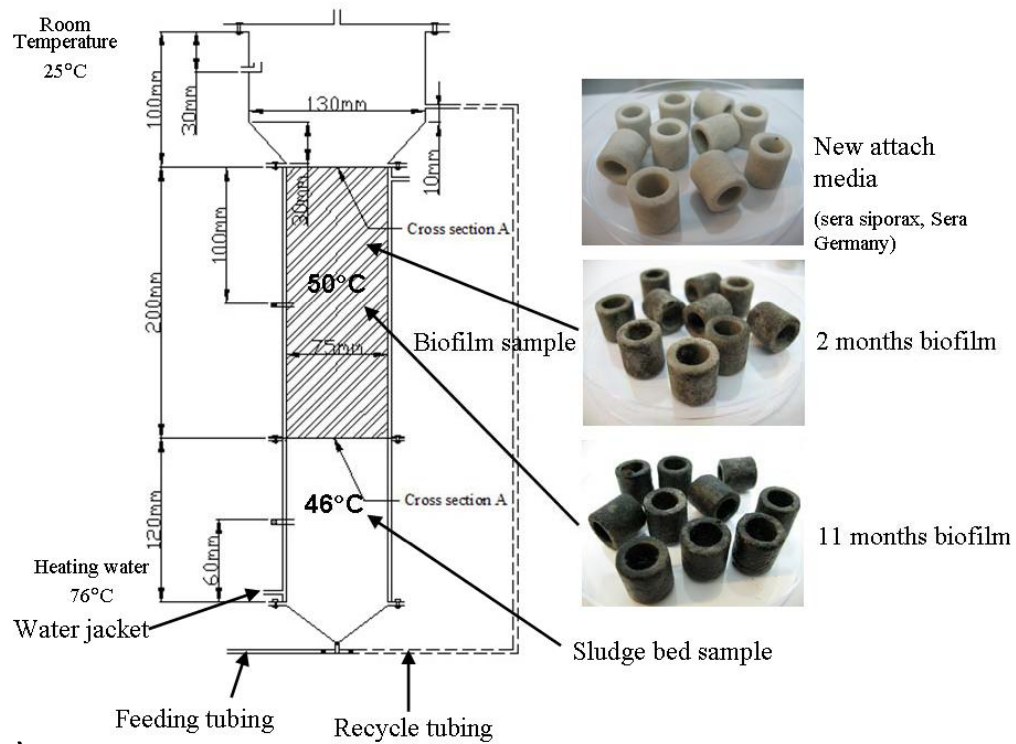 Room
Temperature
25°C
100mm
30mm
130mm
10mm
30mm
Cross section A
100mm
200mm
50°C
Biofilm sample
75mm
46°C
Cross section A
120mm
60mm
Heating water
76°C
Water jacket
Sludge bed sample
Feeding tubing
Recycle tubing
New attach
media
(sera siporax, Sera
Germany)
2 months biofilm
11 months biofilm